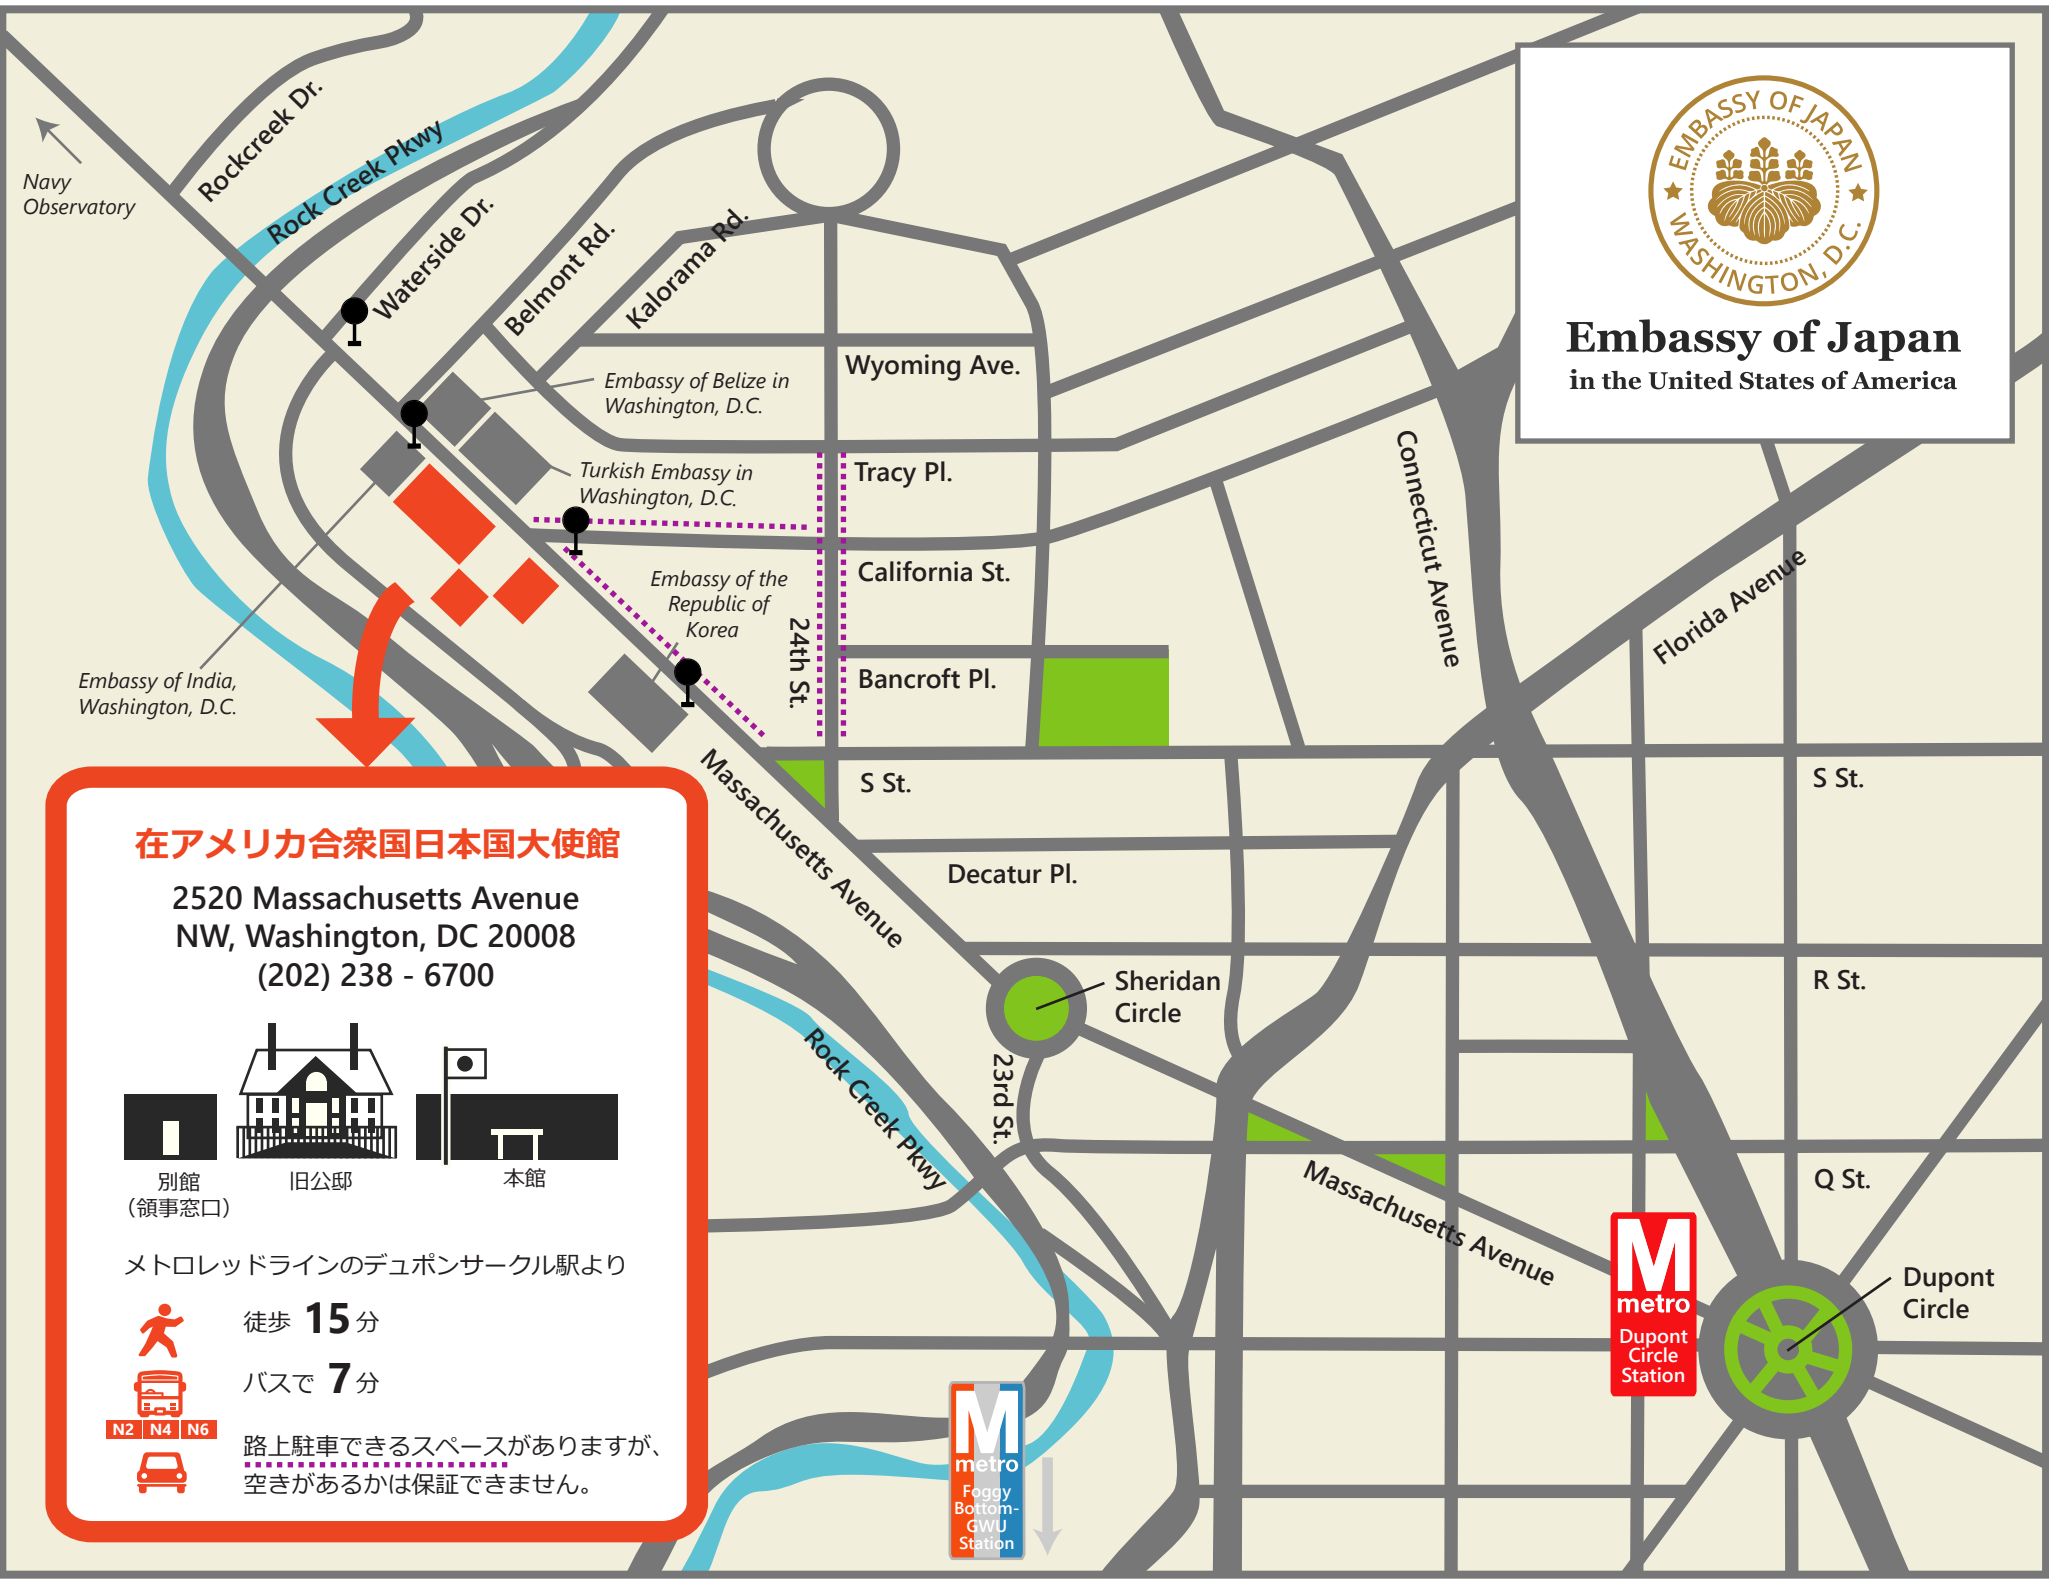 Rockcreek Dr.
Rock Creek Pkwy
Navy
Observatory
Waterside Dr.
Belmont Rd.
Kalorama Rd.
EMBASSY OF JAPAN
WASHINGTON, D.C.
Embassy of Japan
in the United States of America
Wyoming Ave.
Embassy of Belize in
Washington, D.C.
Turkish Embassy in
Washington, D.C.
Tracy Pl.
Connecticut Avenue
Florida Avenue
California St.
Embassy of the
Republic of
Korea
24th St.
Bancroft Pl.
Embassy of India,
Washington, D.C.
S St.
S St.
Massachusetts Avenue
Decatur Pl.
在アメリカ合衆国日本国大使館
2520 Massachusetts Avenue
NW, Washington, DC 20008
(202) 238 - 6700
別館
（領事窓口）
旧公邸
本館
メトロレッドラインのデュポンサークル駅より
徒歩 15 分
バスで 7 分
N2 N4 N6
路上駐車できるスペースがありますが、
空きがあるかは保証できません。
Sheridan
Circle
R St.
Rock Creek Pkwy
23rd St.
Q St.
Massachusetts Avenue
M
metro
Dupont
Circle
Station
Dupont
Circle
M
metro
Foggy
Bottom-
GWU
Station